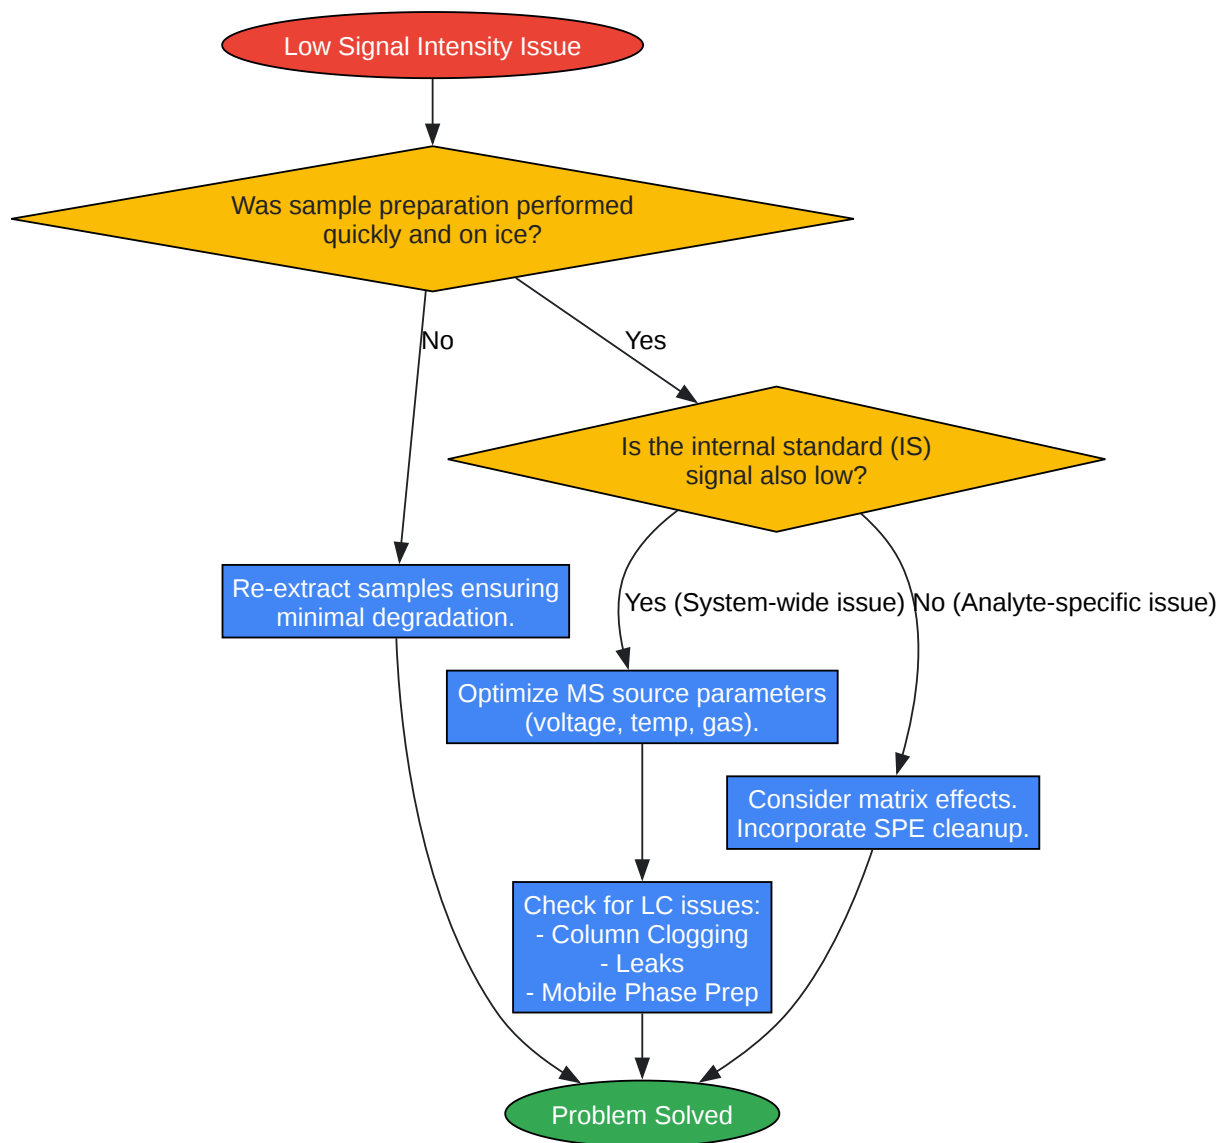 Low Signal Intensity Issue
Was sample preparation performed
quickly and on ice?
No
Yes
Is the internal standard (IS)
signal also low?
Re-extract samples ensuring
minimal degradation.
Yes (System-wide issue)
No (Analyte-specific issue)
Optimize MS source parameters
(voltage, temp, gas).
Consider matrix effects.
Incorporate SPE cleanup.
Check for LC issues:
- Column Clogging
- Leaks
- Mobile Phase Prep
Problem Solved